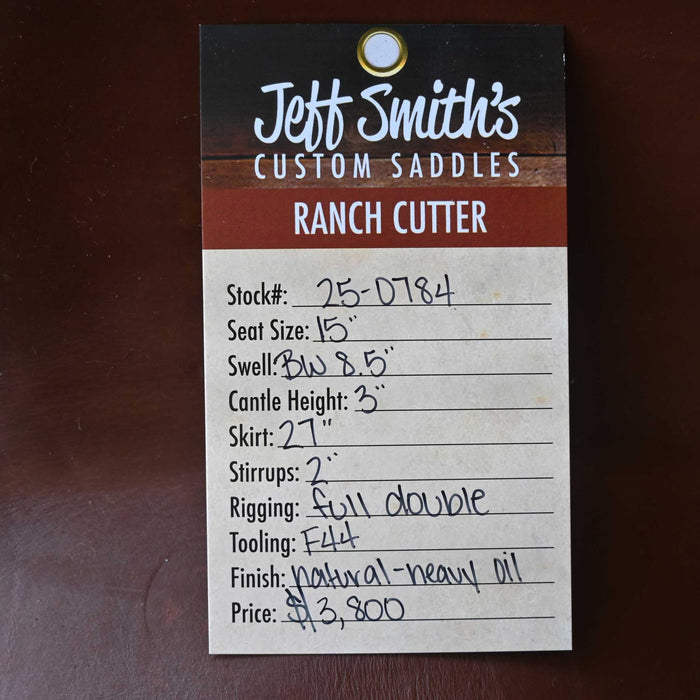 Jeff Smith's
CUSTOM SADDLES
RANCH CUTTER
Stock#: 25-0784
Seat Size: 15"
Swell: BW 8.5"
Cantle Height: 3"
Skirt: 27"
Stirrups: 2"
Rigging: full double
Tooling: F44
Finish: natural-heavy oil
Price: $3,800